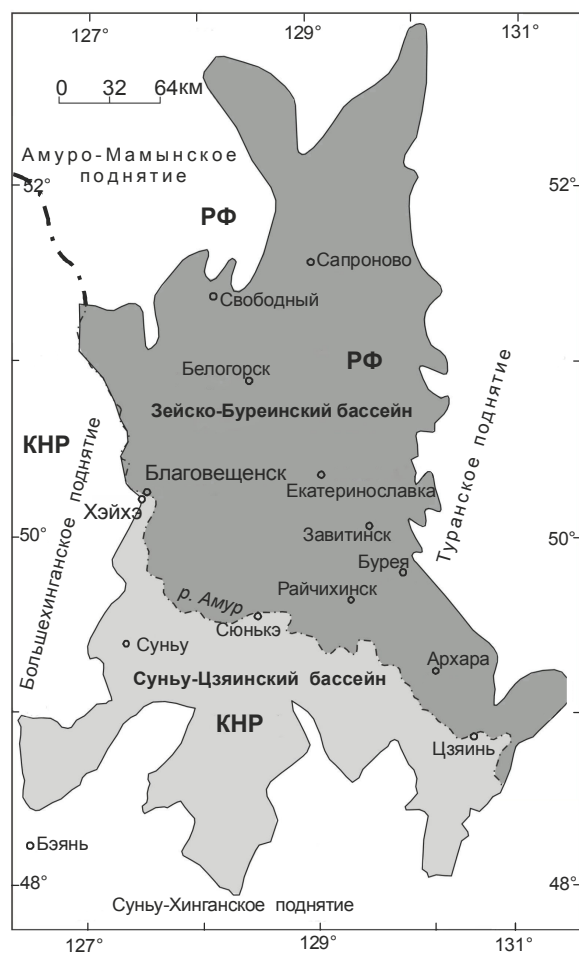 127°
129°
131°
0 32 64км
Амуро-Мамынское
поднятие
52°
52°
РФ
Сапроново
Свободный
РФ
Белогорск
Зейско-Буреинский бассейн
КНР
Благовещенск
Екатеринославка
Хэйхэ
Туранское поднятие
Большехинганское поднятие
50°
50°
Завитинск
Бурея
Райчихинск
р. Амур
Сюнькэ
Суньу
Архара
Суньу-Цзяинский бассейн
КНР
Цзяинь
Бэянь
48°
48°
Суньу-Хинганское поднятие
127°
129°
131°